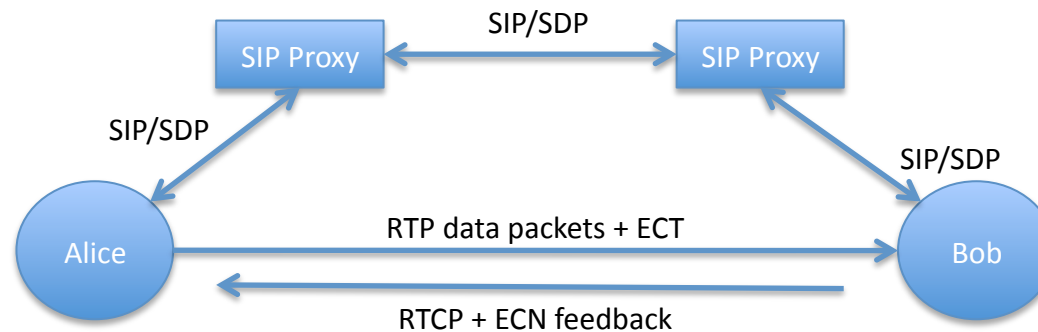 SIP/SDP
SIP Proxy
SIP Proxy
SIP/SDP
SIP/SDP
Alice
RTP data packets + ECT
Bob
RTCP + ECN feedback